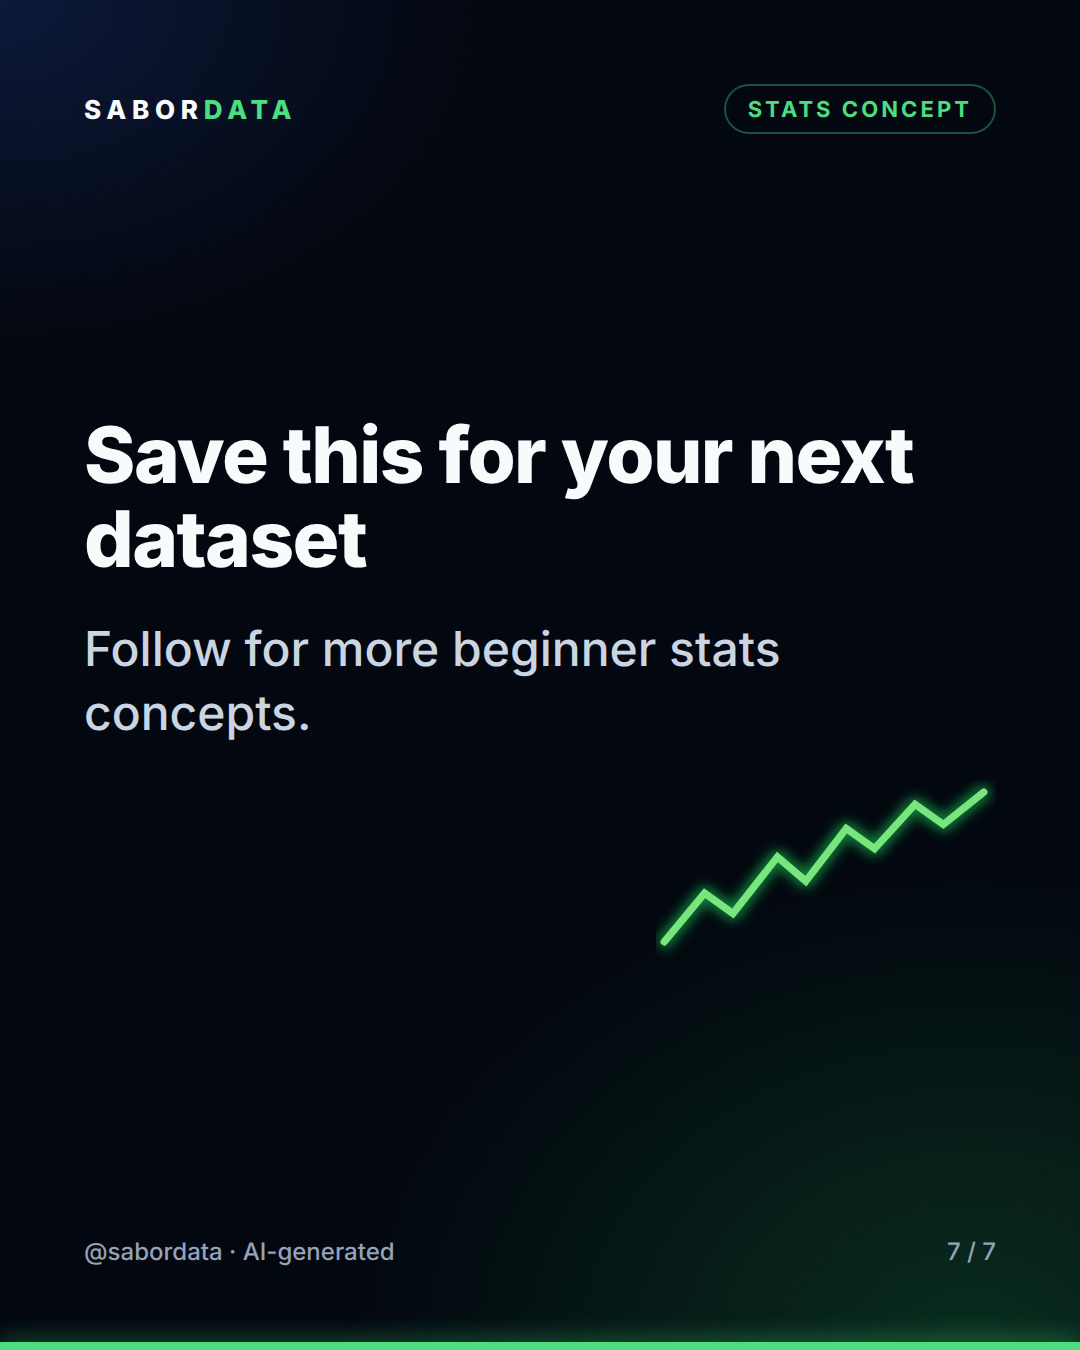 SABORDATA
STATS CONCEPT
Save this for your next
dataset
Follow for more beginner stats
concepts.
@sabordata · AI-generated
7 / 7